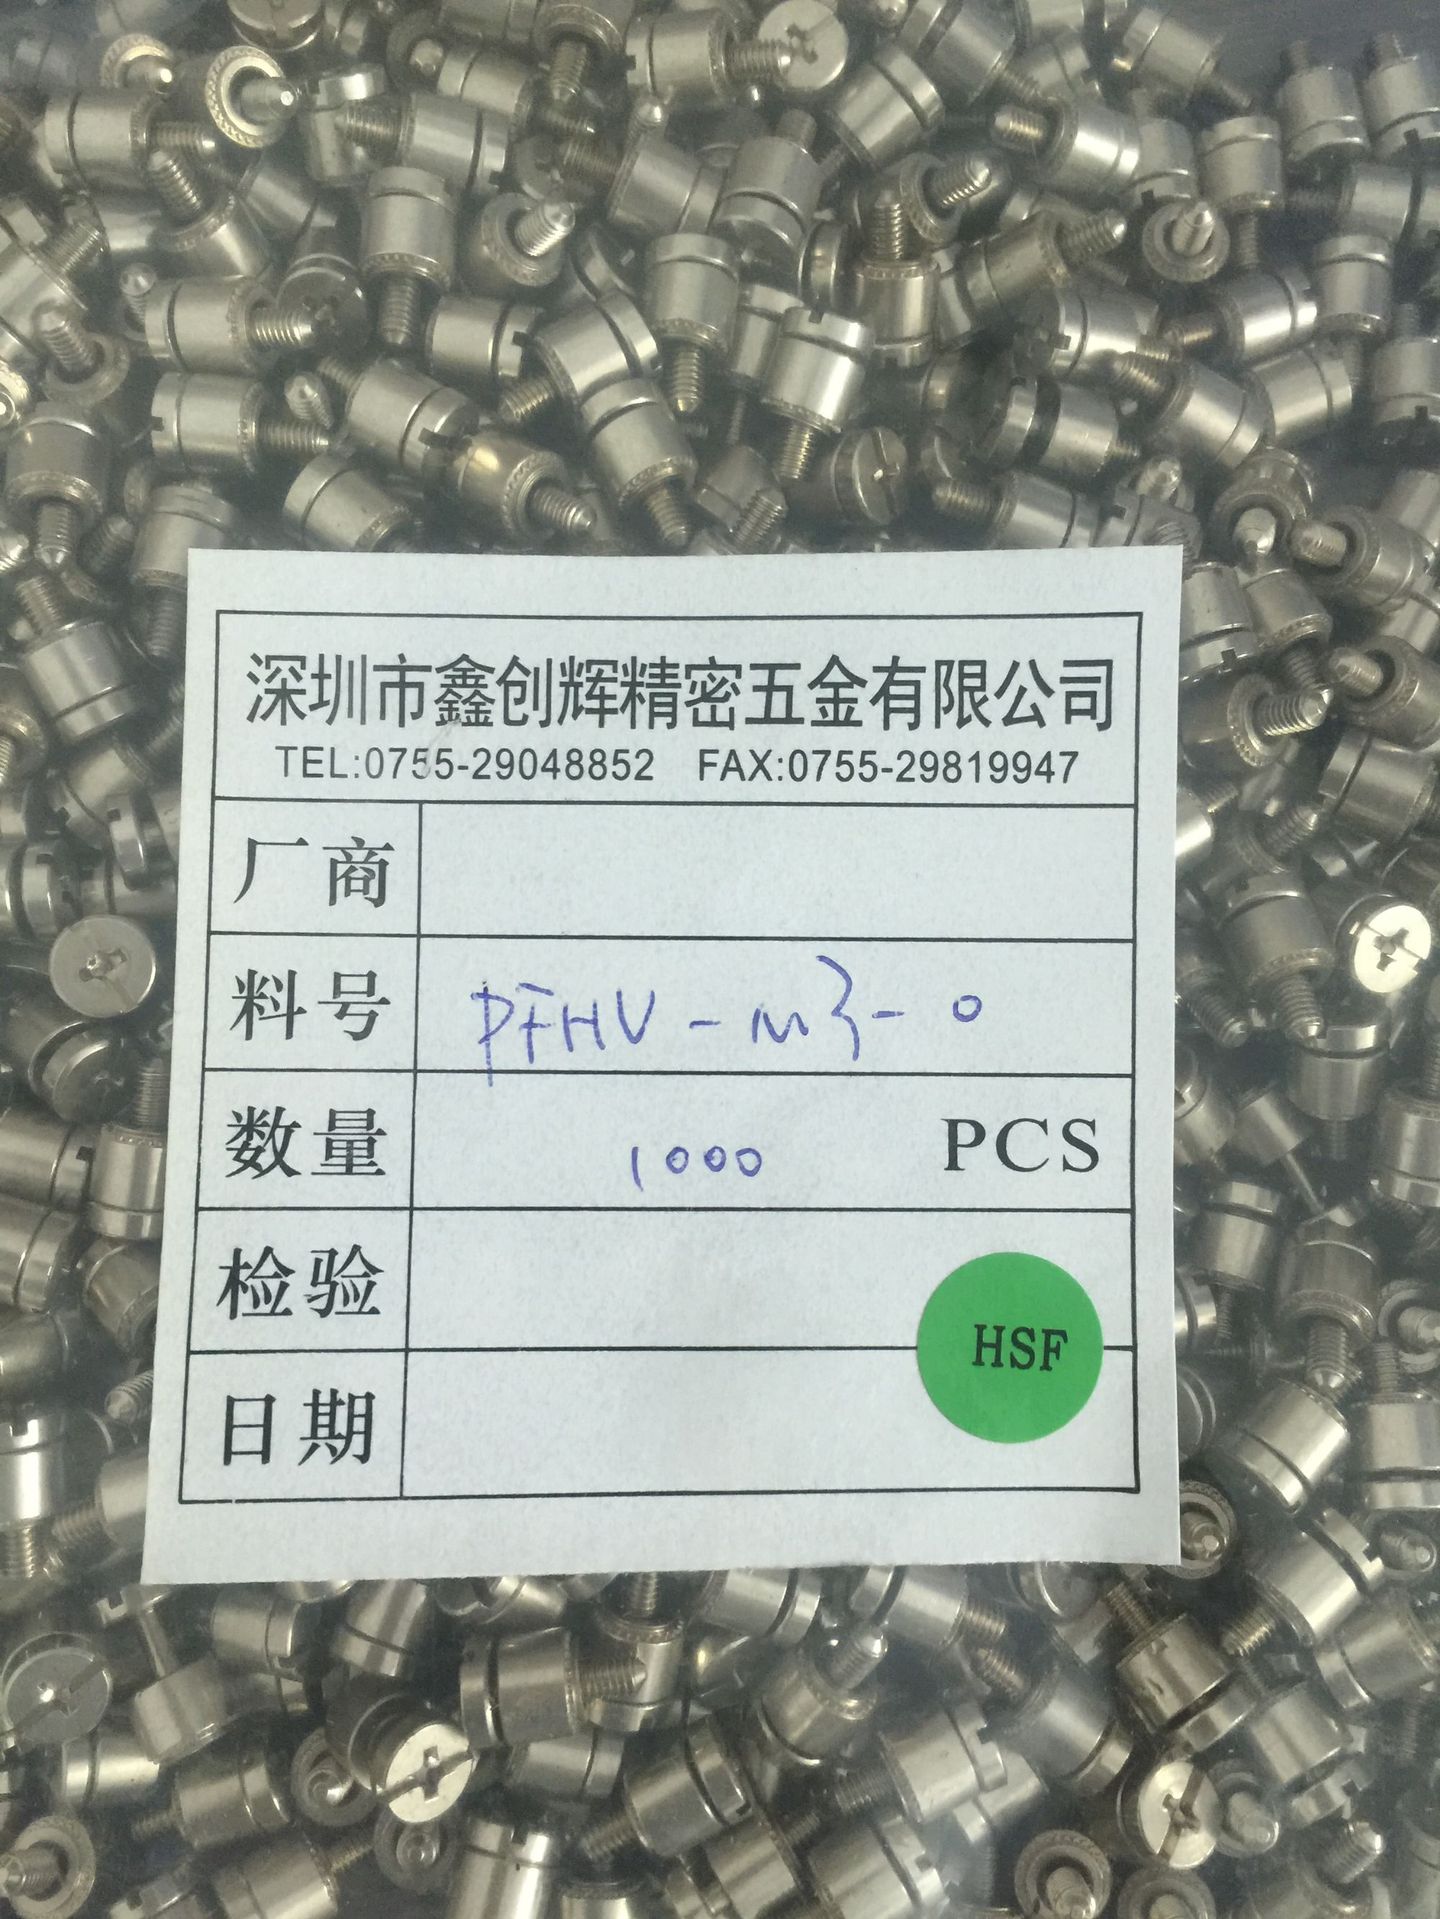 深圳市鑫创辉精密五金有限公司
TEL:0755-29048852 FAX:0755-29819947
厂商
料号 PFHV-M3-0
数量 1000 PCS
检验
HSF
日期